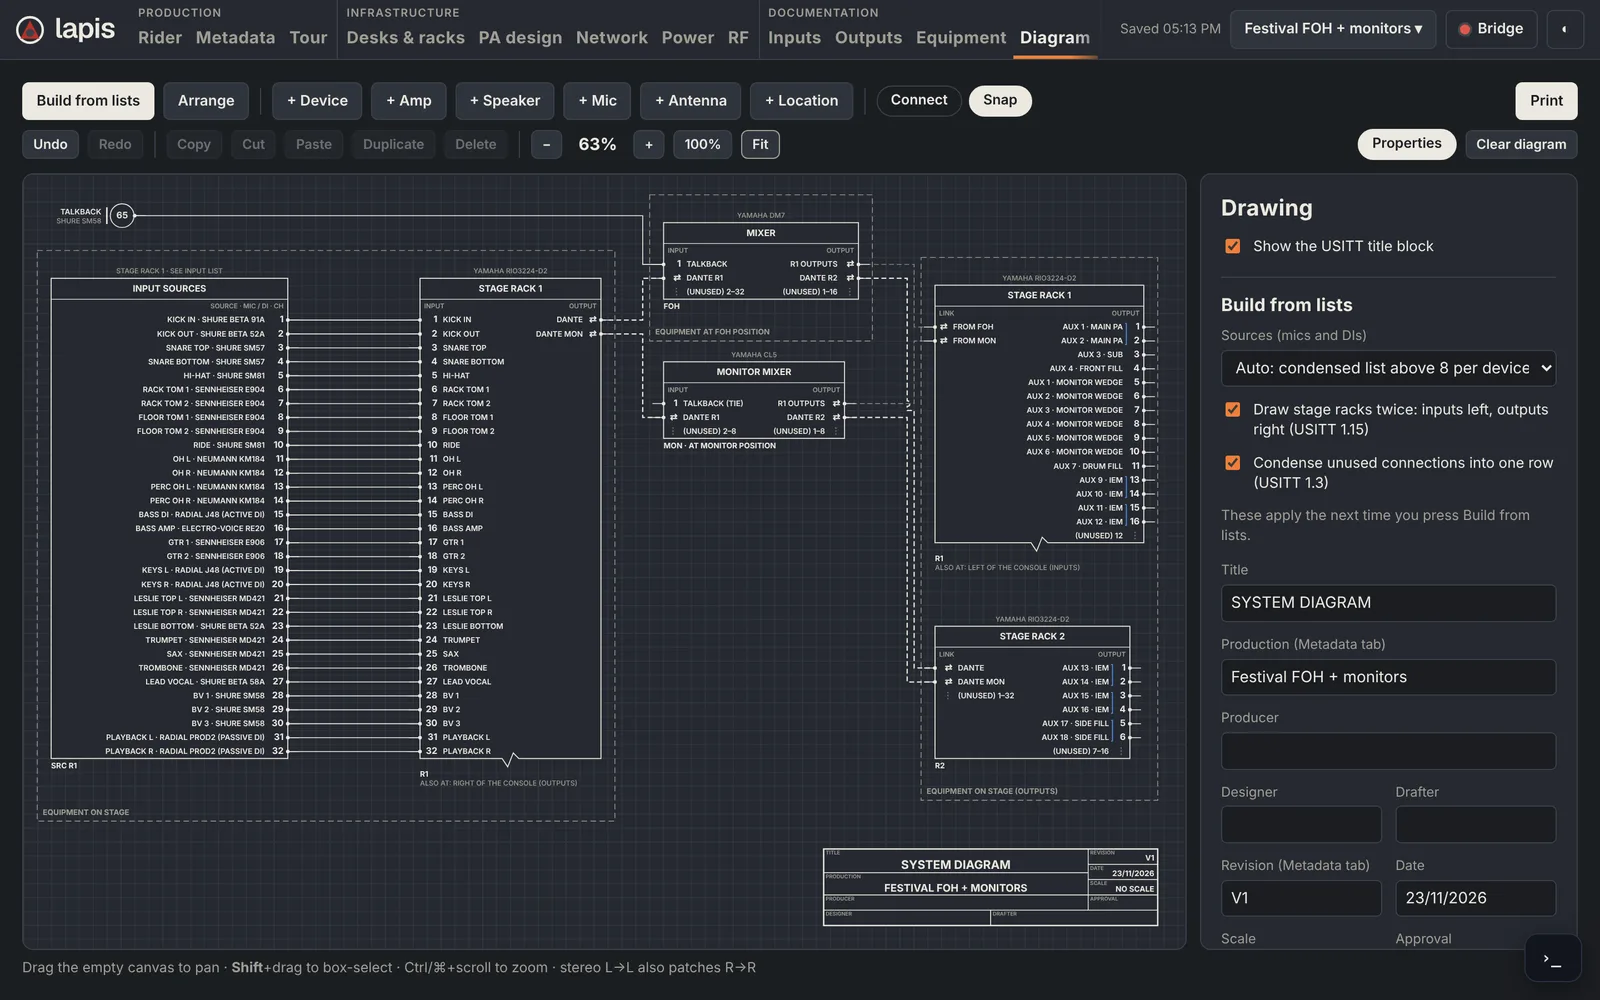 lapis
PRODUCTION
Rider Metadata Tour
INFRASTRUCTURE
Desks & racks PA design Network Power RF
DOCUMENTATION
Inputs Outputs Equipment Diagram
Saved 05:13 PM
Festival FOH + monitors ▾
Bridge
Build from lists
Arrange
+ Device
+ Amp
+ Speaker
+ Mic
+ Antenna
+ Location
Connect
Snap
Print
Undo
Redo
Copy
Cut
Paste
Duplicate
Delete
−
63%
+
100%
Fit
Properties
Clear diagram
TALKBACK
SHURE SM58
65
STAGE RACK 1 · SEE INPUT LIST
INPUT SOURCES
SOURCE · MIC / DI · CH
KICK IN · SHURE BETA 91A 1
KICK OUT · SHURE BETA 52A 2
SNARE TOP · SHURE SM57 3
SNARE BOTTOM · SHURE SM57 4
HI-HAT · SHURE SM81 5
RACK TOM 1 · SENNHEISER E904 6
RACK TOM 2 · SENNHEISER E904 7
FLOOR TOM 1 · SENNHEISER E904 8
FLOOR TOM 2 · SENNHEISER E904 9
RIDE · SHURE SM81 10
OH L · NEUMANN KM184 11
OH R · NEUMANN KM184 12
PERC OH L · NEUMANN KM184 13
PERC OH R · NEUMANN KM184 14
BASS DI · RADIAL J48 (ACTIVE DI) 15
BASS AMP · ELECTRO-VOICE RE20 16
GTR 1 · SENNHEISER E906 17
GTR 2 · SENNHEISER E906 18
KEYS L · RADIAL J48 (ACTIVE DI) 19
KEYS R · RADIAL J48 (ACTIVE DI) 20
LESLIE TOP L · SENNHEISER MD421 21
LESLIE TOP R · SENNHEISER MD421 22
LESLIE BOTTOM · SHURE BETA 52A 23
TRUMPET · SENNHEISER MD421 24
SAX · SENNHEISER MD421 25
TROMBONE · SENNHEISER MD421 26
LEAD VOCAL · SHURE BETA 58A 27
BV 1 · SHURE SM58 28
BV 2 · SHURE SM58 29
BV 3 · SHURE SM58 30
PLAYBACK L · RADIAL PROD2 (PASSIVE DI) 31
PLAYBACK R · RADIAL PROD2 (PASSIVE DI) 32
SRC R1
EQUIPMENT ON STAGE
YAMAHA RIO3224-D2
STAGE RACK 1
INPUT OUTPUT
1 KICK IN DANTE ⇄
2 KICK OUT DANTE MON ⇄
3 SNARE TOP
4 SNARE BOTTOM
5 HI-HAT
6 RACK TOM 1
7 RACK TOM 2
8 FLOOR TOM 1
9 FLOOR TOM 2
10 RIDE
11 OH L
12 OH R
13 PERC OH L
14 PERC OH R
15 BASS DI
16 BASS AMP
17 GTR 1
18 GTR 2
19 KEYS L
20 KEYS R
21 LESLIE TOP L
22 LESLIE TOP R
23 LESLIE BOTTOM
24 TRUMPET
25 SAX
26 TROMBONE
27 LEAD VOCAL
28 BV 1
29 BV 2
30 BV 3
31 PLAYBACK L
32 PLAYBACK R
R1
ALSO AT: RIGHT OF THE CONSOLE (OUTPUTS)
YAMAHA DM7
MIXER
INPUT OUTPUT
1 TALKBACK R1 OUTPUTS ⇄
⇄ DANTE R1 DANTE R2 ⇄
⋮ (UNUSED) 2–32 (UNUSED) 1–16 ⋮
FOH
EQUIPMENT AT FOH POSITION
YAMAHA CL5
MONITOR MIXER
INPUT OUTPUT
1 TALKBACK (TIE) R1 OUTPUTS ⇄
⇄ DANTE R1 DANTE R2 ⇄
⋮ (UNUSED) 2–8 (UNUSED) 1–8 ⋮
MON · AT MONITOR POSITION
YAMAHA RIO3224-D2
STAGE RACK 1
LINK OUTPUT
⇄ FROM FOH AUX 1 · MAIN PA 1
⇄ FROM MON AUX 2 · MAIN PA 2
AUX 3 · SUB 3
AUX 4 · FRONT FILL 4
AUX 1 · MONITOR WEDGE 5
AUX 2 · MONITOR WEDGE 6
AUX 3 · MONITOR WEDGE 7
AUX 4 · MONITOR WEDGE 8
AUX 5 · MONITOR WEDGE 9
AUX 6 · MONITOR WEDGE 10
AUX 7 · DRUM FILL 11
AUX 9 · IEM 13
AUX 10 · IEM 14
AUX 11 · IEM 15
AUX 12 · IEM 16
(UNUSED) 12 ⋮
R1
ALSO AT: LEFT OF THE CONSOLE (INPUTS)
YAMAHA RIO3224-D2
STAGE RACK 2
LINK OUTPUT
⇄ DANTE AUX 13 · IEM 1
⇄ DANTE MON AUX 14 · IEM 2
⋮ (UNUSED) 1–32 AUX 15 · IEM 3
AUX 16 · IEM 4
AUX 17 · SIDE FILL 5
AUX 18 · SIDE FILL 6
(UNUSED) 7–16 ⋮
R2
EQUIPMENT ON STAGE (OUTPUTS)
TITLE
SYSTEM DIAGRAM
PRODUCTION
FESTIVAL FOH + MONITORS
PRODUCER
DESIGNER
DRAFTER
REVISION
V1
DATE
23/11/2026
SCALE
NO SCALE
APPROVAL
Drawing
Show the USITT title block
Build from lists
Sources (mics and DIs)
Auto: condensed list above 8 per device
Draw stage racks twice: inputs left, outputs
right (USITT 1.15)
Condense unused connections into one row
(USITT 1.3)
These apply the next time you press Build from
lists.
Title
SYSTEM DIAGRAM
Production (Metadata tab)
Festival FOH + monitors
Producer
Designer Drafter
Revision (Metadata tab) Date
V1 23/11/2026
Scale Approval
›_
Drag the empty canvas to pan · Shift+drag to box-select · Ctrl/⌘+scroll to zoom · stereo L→L also patches R→R